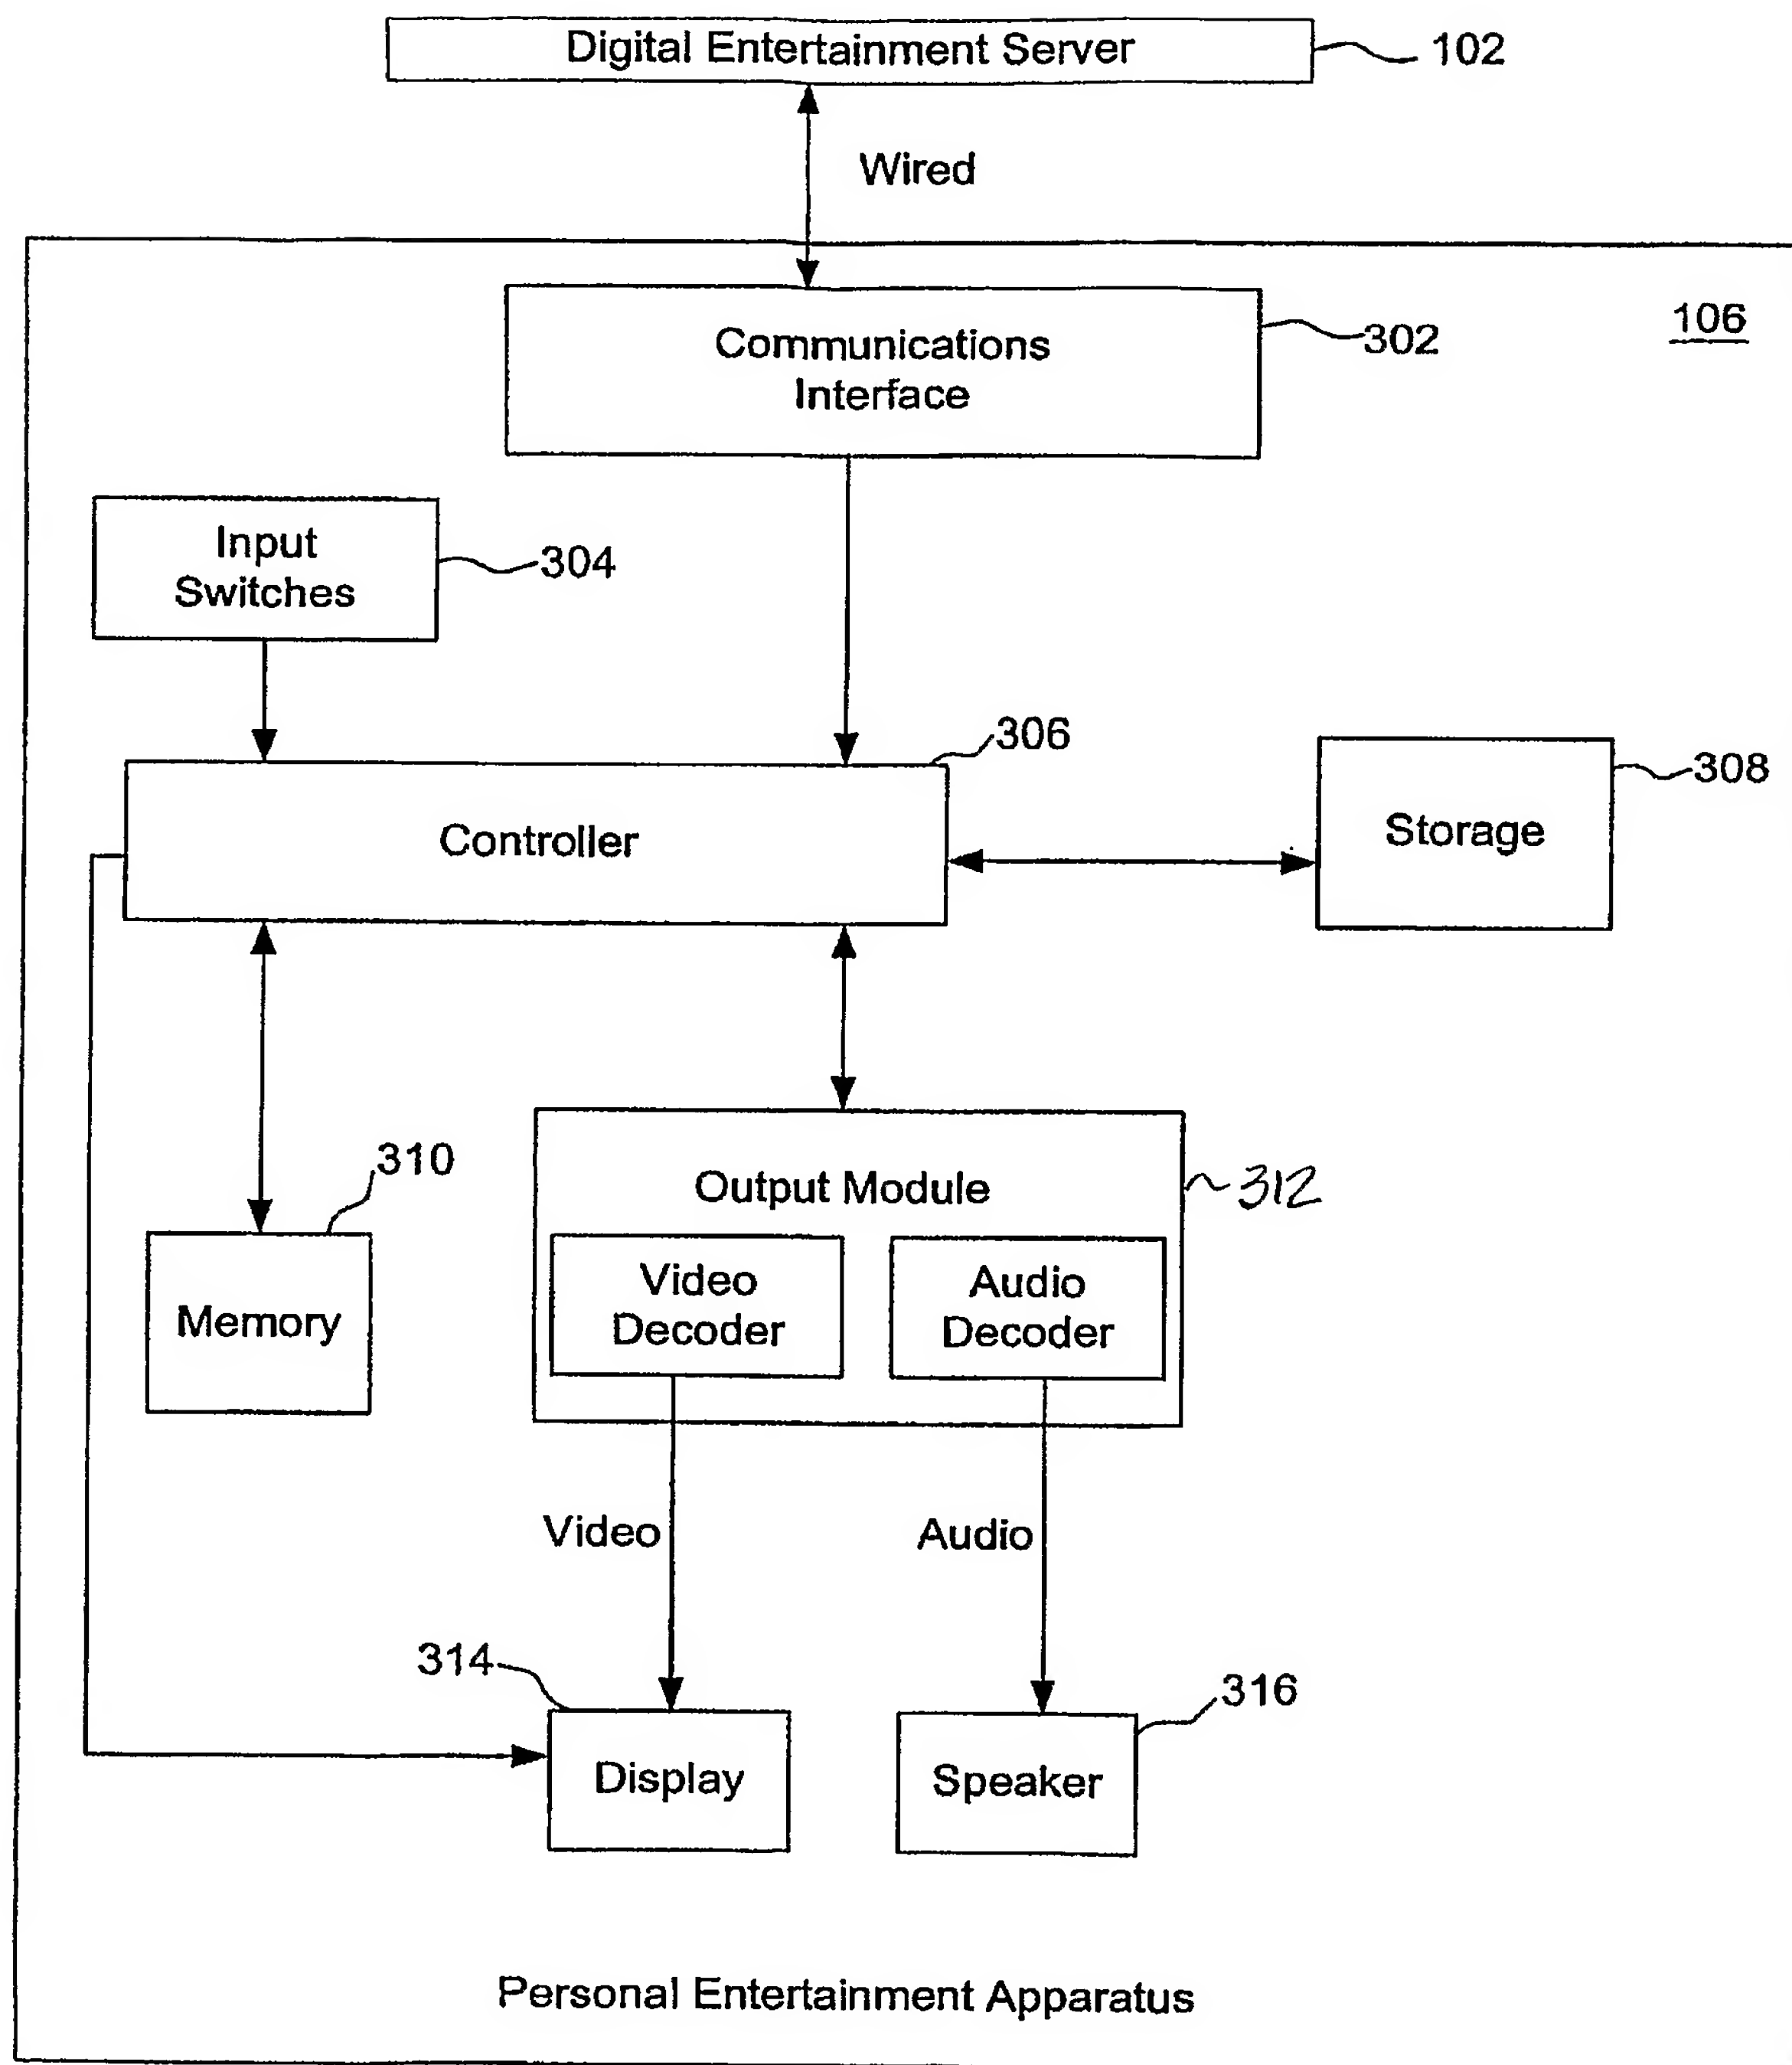 Digital Entertainment Server
102
Wired
106
Communications
Interface
302
Input
Switches
304
306
Controller
308
Storage
310
Memory
Output Module
312
Video
Decoder
Audio
Decoder
Video
Audio
314
Display
316
Speaker
Personal Entertainment Apparatus